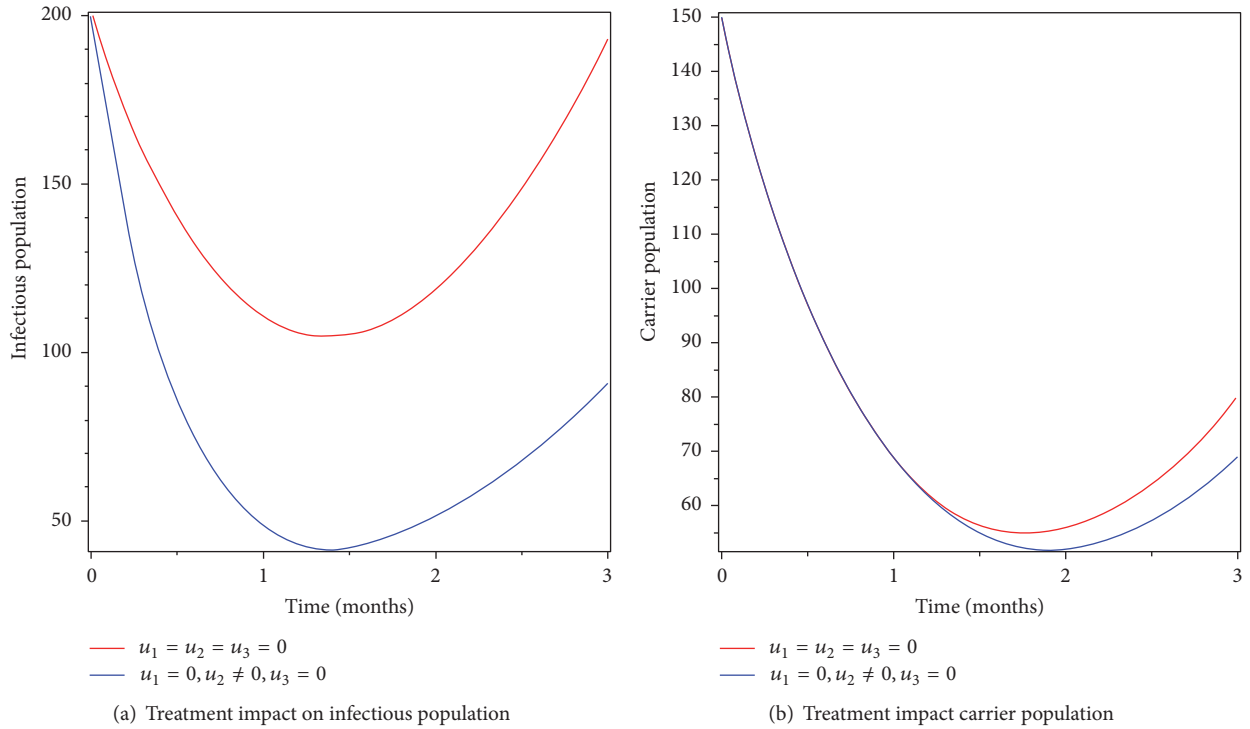 200
150
100
50
Infectious population
0
1
2
3
Time (months)
u₁ = u₂ = u₃ = 0
u₁ = 0, u₂ ≠ 0, u₃ = 0
(a) Treatment impact on infectious population
150
140
130
120
110
100
90
80
70
60
Carrier population
0
1
2
3
Time (months)
u₁ = u₂ = u₃ = 0
u₁ = 0, u₂ ≠ 0, u₃ = 0
(b) Treatment impact carrier population